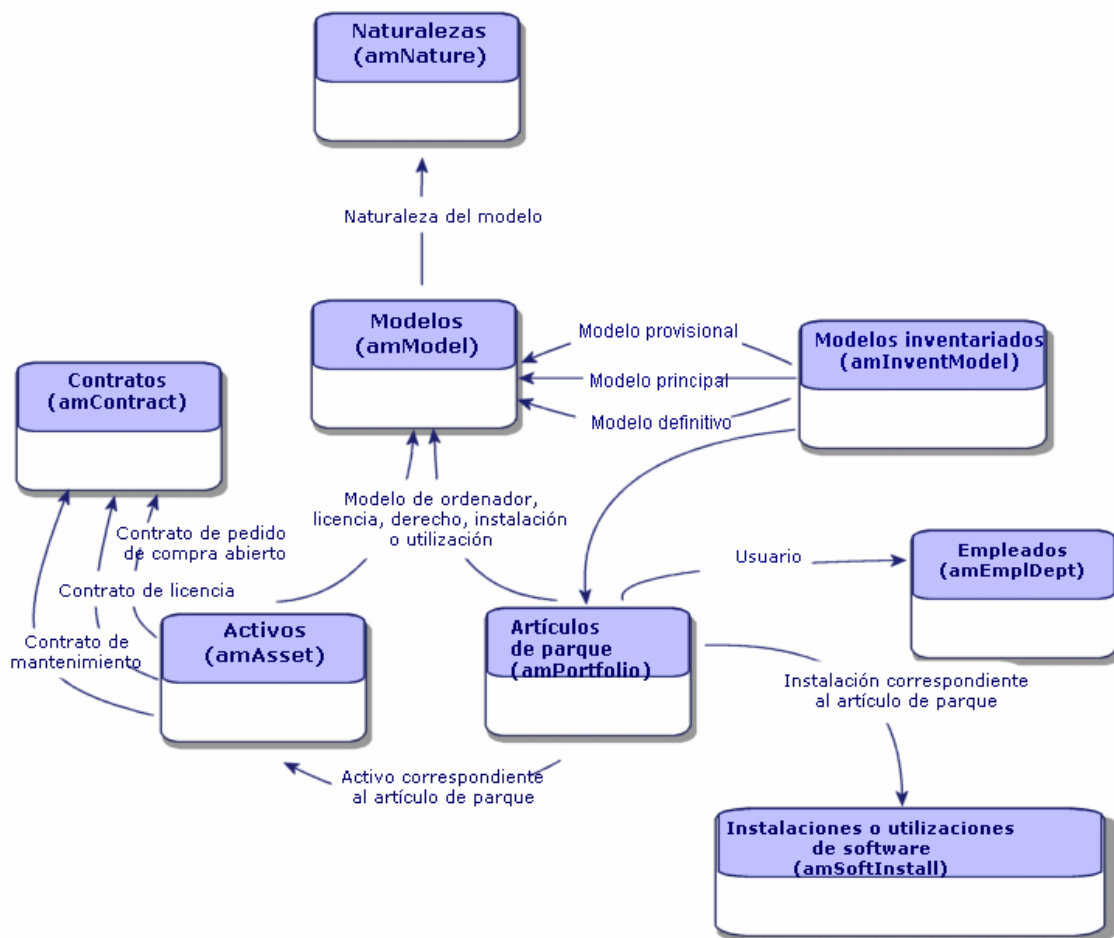 Naturalezas
(amNature)
Naturaleza del modelo
Modelos
(amModel)
Modelo provisional
Modelo principal
Modelo definitivo
Modelos inventariados
(amInventModel)
Contratos
(amContract)
Modelo de ordenador,
licencia, derecho, instalación
o utilización
Contrato de pedido
de compra abierto
Contrato de licencia
Contrato de
mantenimiento
Usuario
Empleados
(amEmplDept)
Activos
(amAsset)
Artículos
de parque
(amPortfolio)
Instalación correspondiente
al artículo de parque
Activo correspondiente
al artículo de parque
Instalaciones o utilizaciones
de software
(amSoftInstall)